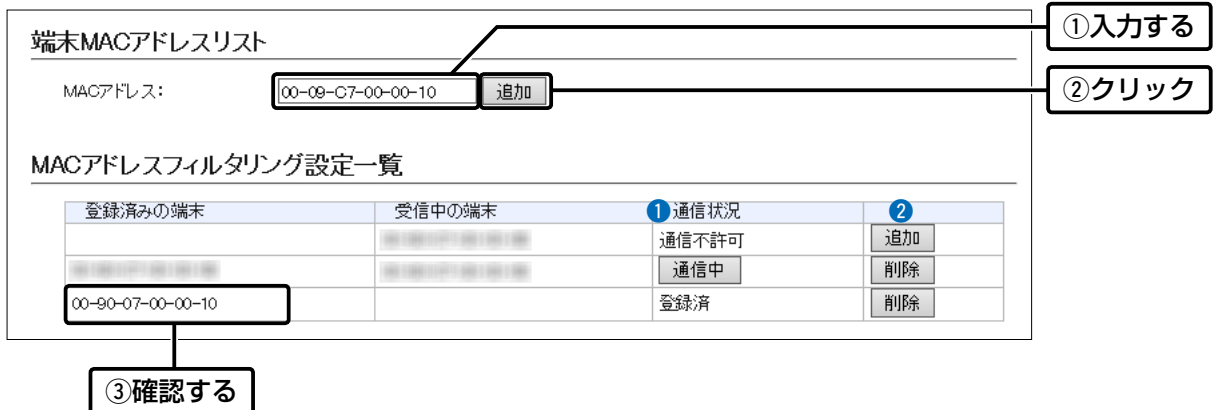 端末MACアドレスリスト
①入力する
MACアドレス: 00-09-C7-00-00-10 追加
②クリック
MACアドレスフィルタリング設定一覧
登録済みの端末 受信中の端末 ❶通信状況 ❷
通信不許可 追加
通信中 削除
00-90-07-00-00-10 登録済 削除
③確認する